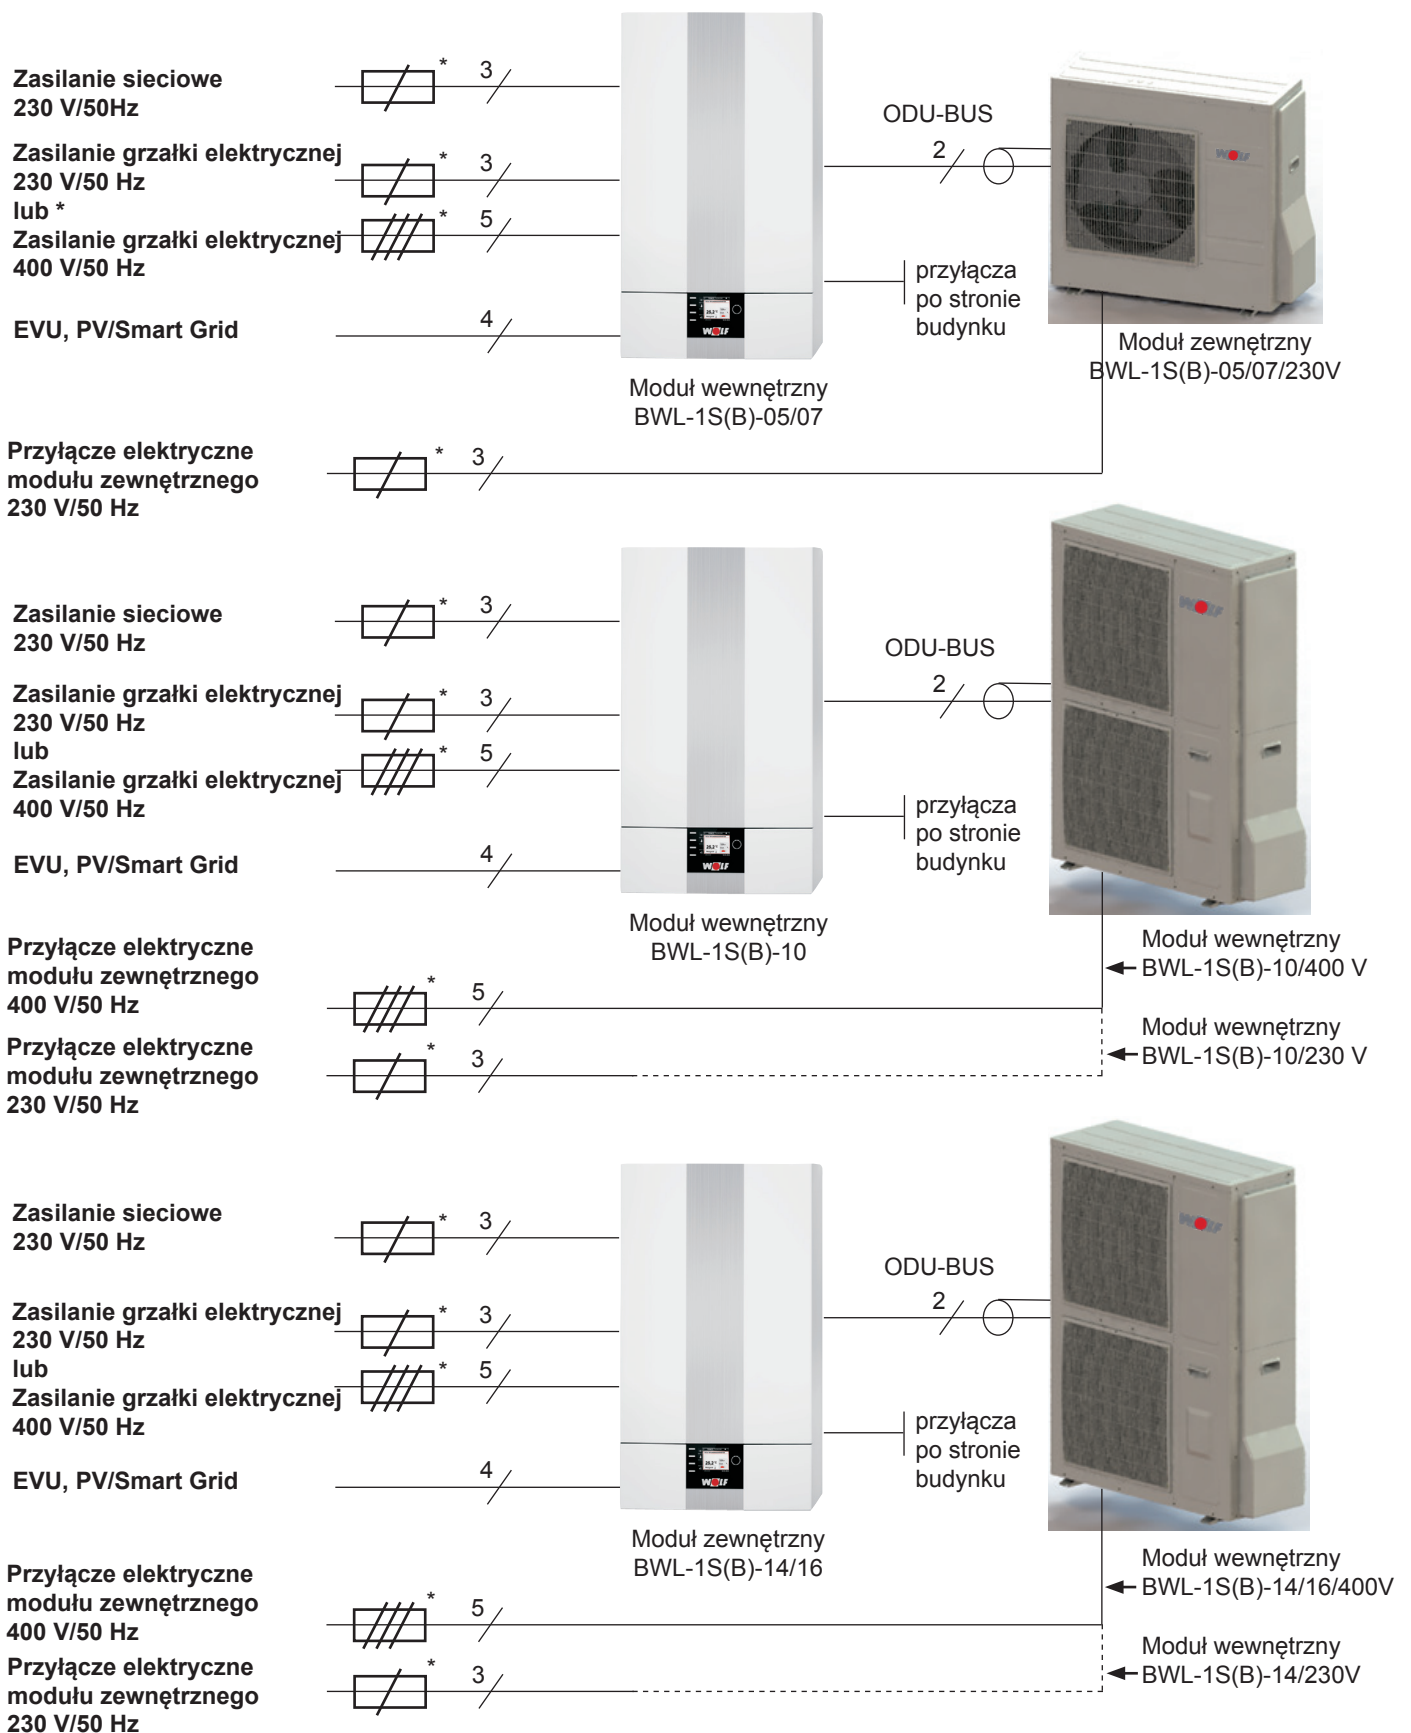 Zasilanie sieciowe
230 V/50Hz
* 3
Zasilanie grzałki elektrycznej
230 V/50 Hz
* 3
lub *
Zasilanie grzałki elektrycznej
400 V/50 Hz
* 5
EVU, PV/Smart Grid
4
WOLF
Moduł wewnętrzny
BWL-1S(B)-05/07
ODU-BUS
2
przyłącza
po stronie
budynku
WOLF
Moduł zewnętrzny
BWL-1S(B)-05/07/230V
Przyłącze elektryczne
modułu zewnętrznego
230 V/50 Hz
* 3
Zasilanie sieciowe
230 V/50 Hz
* 3
Zasilanie grzałki elektrycznej
230 V/50 Hz
* 3
lub
Zasilanie grzałki elektrycznej
400 V/50 Hz
* 5
EVU, PV/Smart Grid
4
WOLF
Moduł wewnętrzny
BWL-1S(B)-10
ODU-BUS
2
przyłącza
po stronie
budynku
WOLF
Przyłącze elektryczne
modułu zewnętrznego
400 V/50 Hz
* 5
Moduł wewnętrzny
BWL-1S(B)-10/400 V
Przyłącze elektryczne
modułu zewnętrznego
230 V/50 Hz
* 3
Moduł wewnętrzny
BWL-1S(B)-10/230 V
Zasilanie sieciowe
230 V/50 Hz
* 3
Zasilanie grzałki elektrycznej
230 V/50 Hz
* 3
lub
Zasilanie grzałki elektrycznej
400 V/50 Hz
* 5
EVU, PV/Smart Grid
4
WOLF
Moduł zewnętrzny
BWL-1S(B)-14/16
ODU-BUS
2
przyłącza
po stronie
budynku
WOLF
Przyłącze elektryczne
modułu zewnętrznego
400 V/50 Hz
* 5
Moduł wewnętrzny
BWL-1S(B)-14/16/400V
Przyłącze elektryczne
modułu zewnętrznego
230 V/50 Hz
* 3
Moduł wewnętrzny
BWL-1S(B)-14/230V